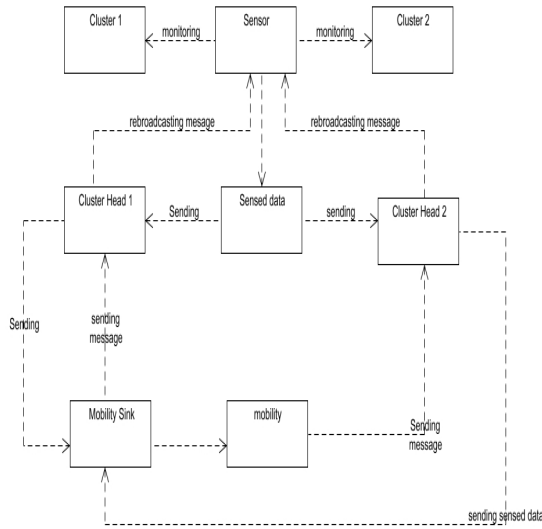 Cluster 1
monitoring
Sensor
monitoring
Cluster 2
rebroadcasting message
rebroadcasting message
Cluster Head 1
Sending
Sensed data
sending
Cluster Head 2
Sending
sending
message
Mobility Sink
mobility
Sending
message
sending sensed data